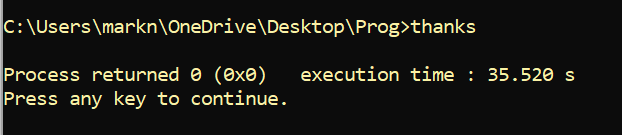 C:\Users\markn\OneDrive\Desktop\Prog>thanks
Process returned 0 (0x0)   execution time : 35.520 s
Press any key to continue.